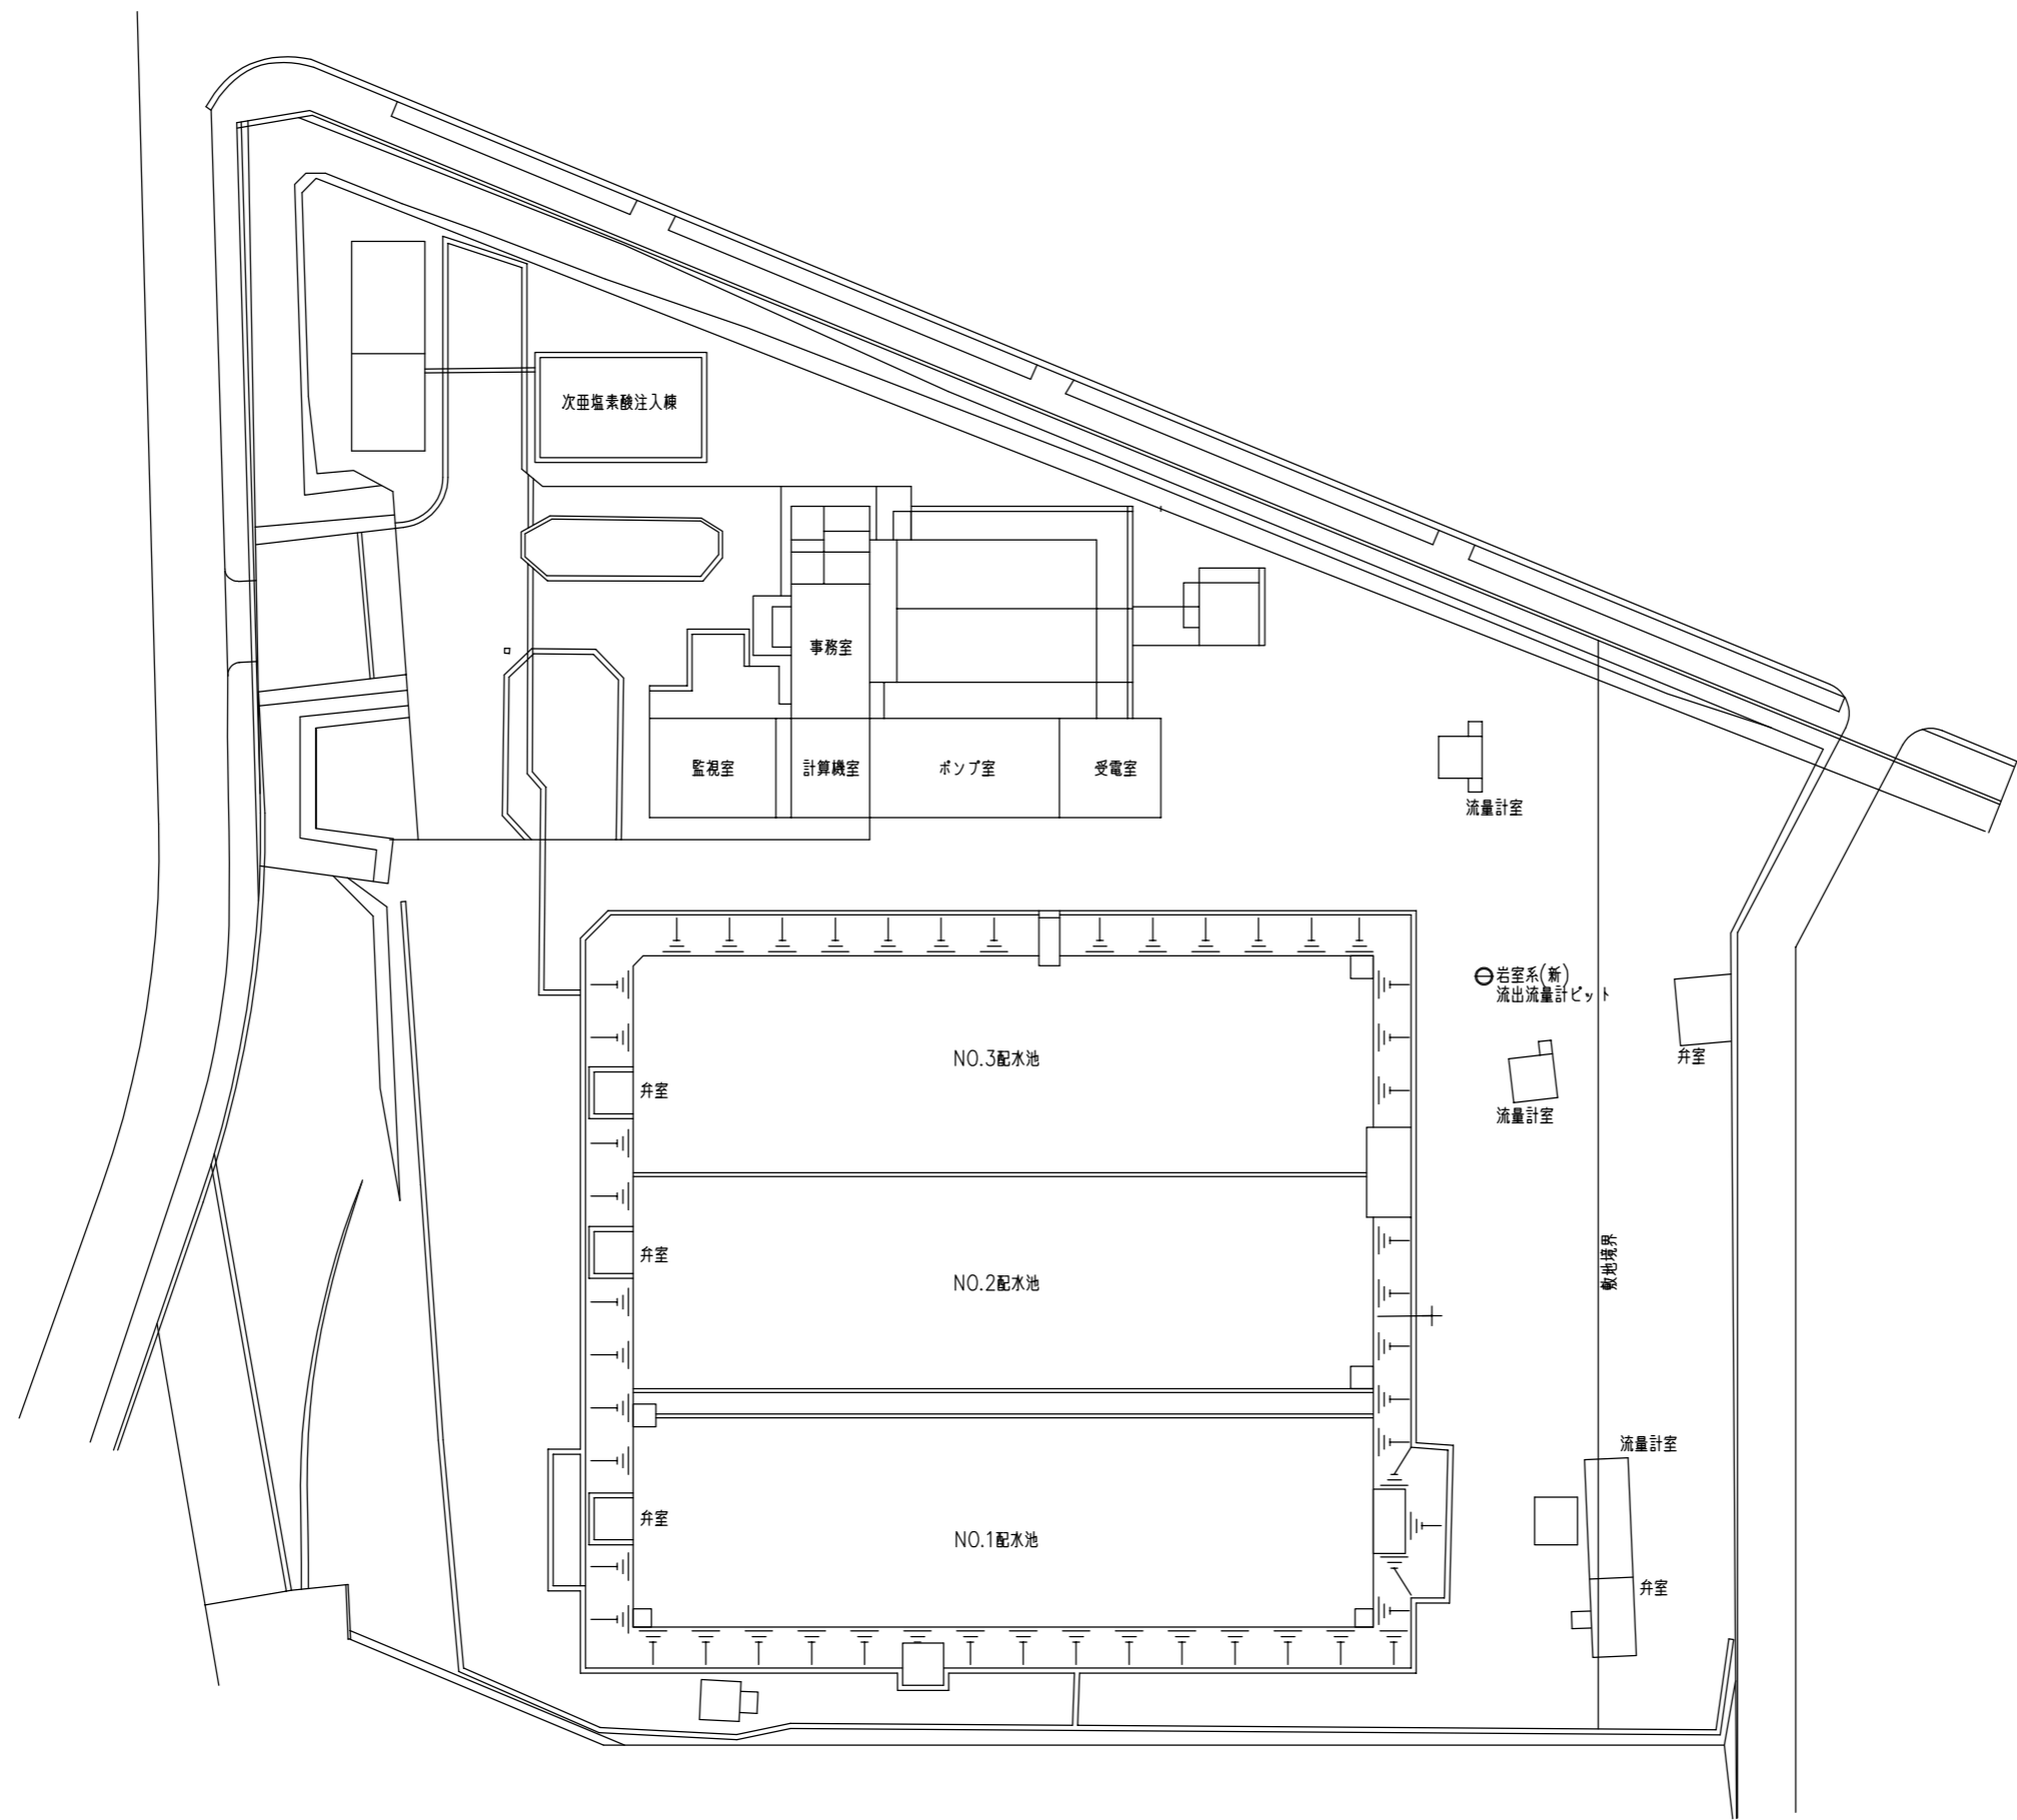 次亜塩素酸注入棟
事務室
監視室
計算機室
ポンプ室
受電室
流量計室
岩室系(新)
流出流量計ピット
弁室
流量計室
NO.3配水池
弁室
弁室
NO.2配水池
敷地境界
流量計室
弁室
NO.1配水池
弁室